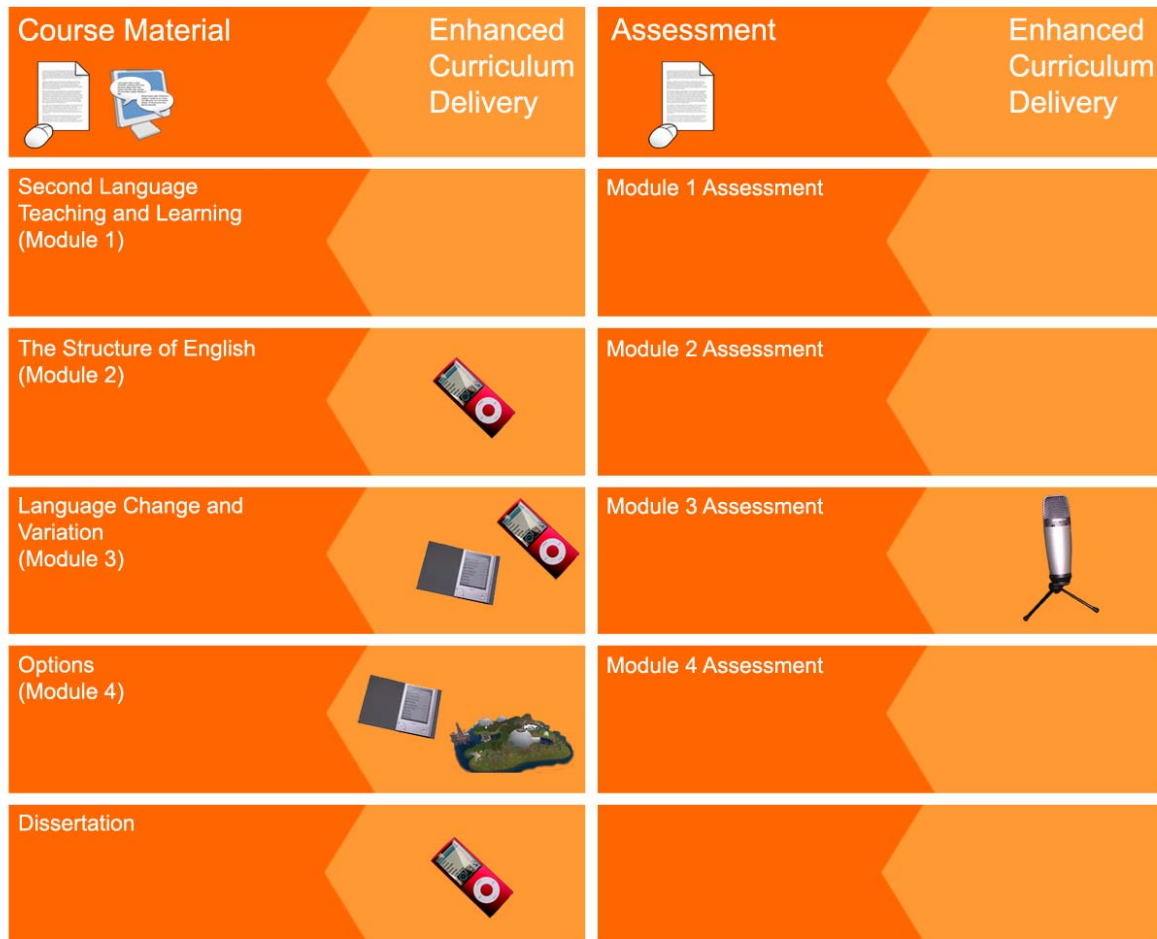 Course Material
Enhanced
Curriculum
Delivery
Assessment
Enhanced
Curriculum
Delivery
Second Language
Teaching and Learning
(Module 1)
Module 1 Assessment
The Structure of English
(Module 2)
Module 2 Assessment
Language Change and
Variation
(Module 3)
Module 3 Assessment
Options
(Module 4)
Module 4 Assessment
Dissertation